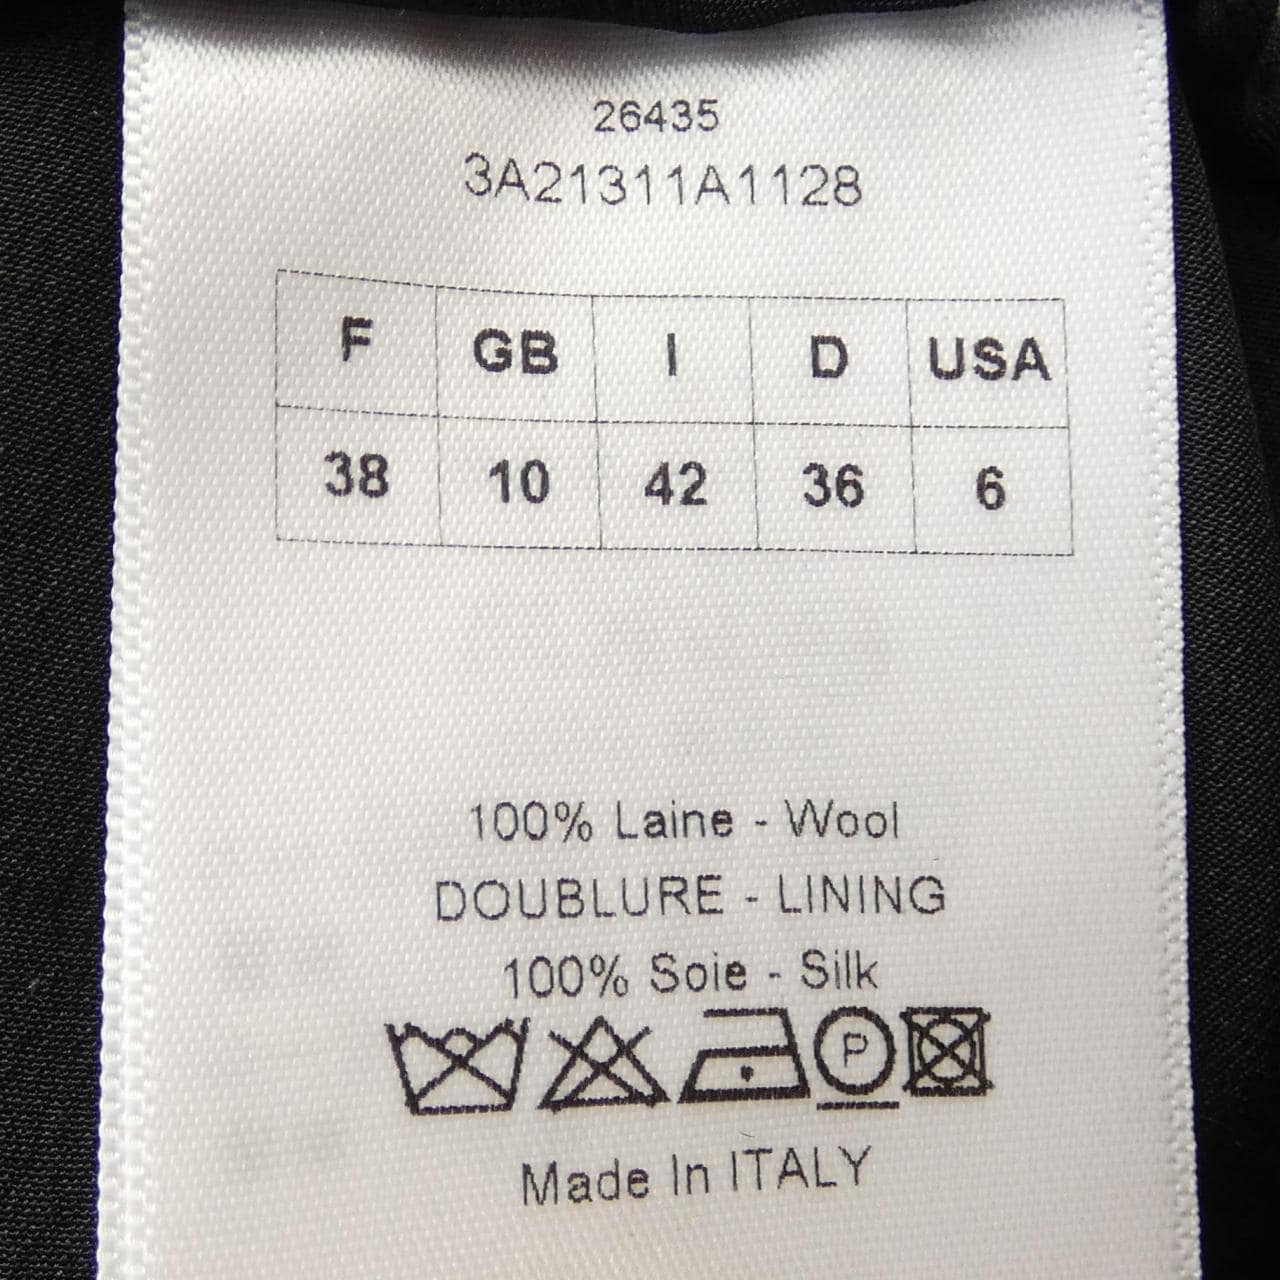 26435
3A21311A1128
F GB I D USA
38 10 42 36 6
100% Laine - Wool
DOUBLURE - LINING
100% Soie - Silk
P
Made In ITALY